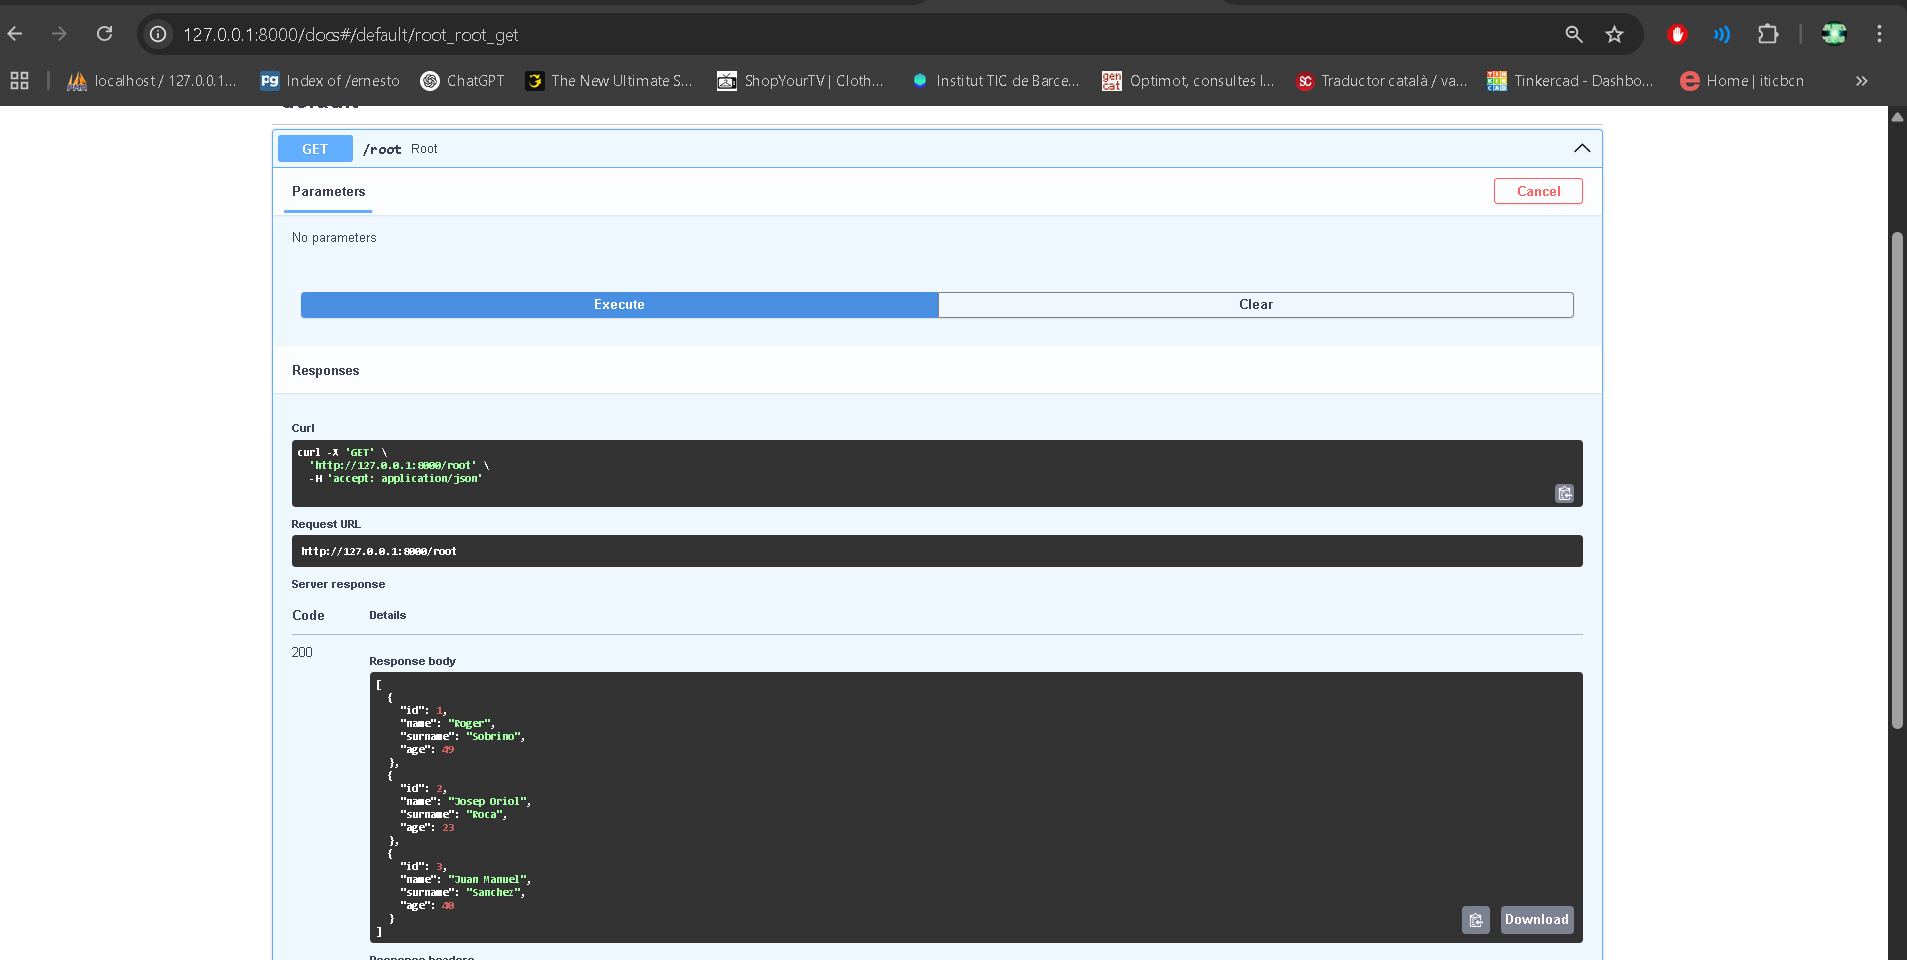 127.0.0.1:8000/docs#/default/root_root_get
localhost / 127.0.0.1... Index of /ernesto ChatGPT The New Ultimate S... ShopYourTV | Cloth... Institut TIC de Barce... Optimot, consultes l... Traductor català / va... Tinkercad - Dashbo... Home | iticbcn
default
GET /root Root
Parameters
Cancel
No parameters
Execute Clear
Responses
Curl
curl -X 'GET' \
'http://127.0.0.1:8000/root' \
-H 'accept: application/json'
Request URL
http://127.0.0.1:8000/root
Server response
Code Details
200
Response body
[
{
"id": 1,
"name": "Roger",
"surname": "Sobrino",
"age": 49
},
{
"id": 2,
"name": "Josep Oriol",
"surname": "Roca",
"age": 23
},
{
"id": 3,
"name": "Juan Manuel",
"surname": "Sanchez",
"age": 40
}
]
Download
Response headers